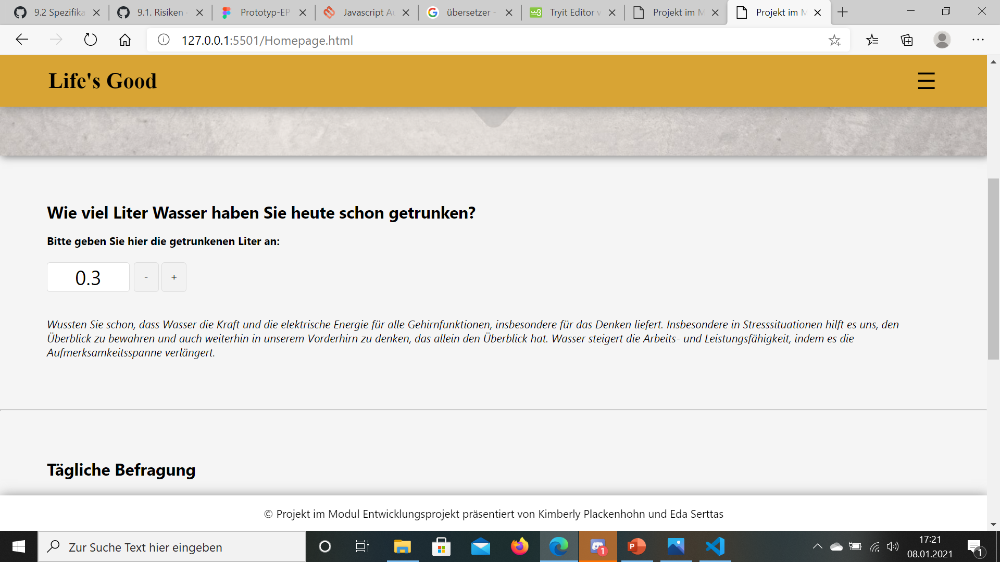 9.2 Spezifika
9.1. Risiken
Prototyp-EP
Javascript Au
übersetzer -
Tryit Editor v
Projekt im M
Projekt im M
127.0.0.1:5501/Homepage.html
Life's Good
☰
Wie viel Liter Wasser haben Sie heute schon getrunken?
Bitte geben Sie hier die getrunkenen Liter an:
0.3 - +
Wussten Sie schon, dass Wasser die Kraft und die elektrische Energie für alle Gehirnfunktionen, insbesondere für das Denken liefert. Insbesondere in Stresssituationen hilft es uns, den
Überblick zu bewahren und auch weiterhin in unserem Vorderhirn zu denken, das allein den Überblick hat. Wasser steigert die Arbeits- und Leistungsfähigkeit, indem es die
Aufmerksamkeitsspanne verlängert.
Tägliche Befragung
© Projekt im Modul Entwicklungsprojekt präsentiert von Kimberly Plackenhohn und Eda Serttas
Zur Suche Text hier eingeben
1
17:21
08.01.2021
1